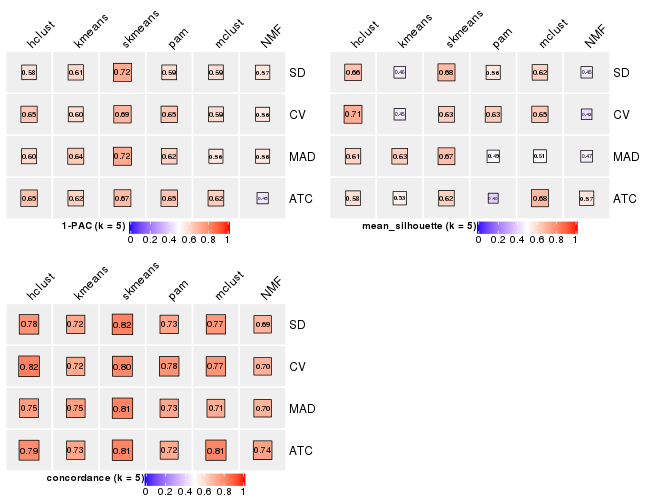 hclust kmeans skmeans pam mclust NMF
0.58 0.61 0.72 0.59 0.59 0.57 SD
0.65 0.60 0.69 0.65 0.59 0.56 CV
0.60 0.64 0.72 0.62 0.56 0.56 MAD
0.65 0.62 0.67 0.65 0.62 ATC
1-PAC (k = 5)
0 0.2 0.4 0.6 0.8 1
hclust kmeans skmeans pam mclust NMF
0.66 0.68 0.56 0.62 SD
0.71 0.63 0.63 0.65 CV
0.61 0.63 0.67 0.49 0.51 0.47 MAD
0.58 0.53 0.62 0.68 0.57 ATC
mean_silhouette (k = 5)
0 0.2 0.4 0.6 0.8 1
hclust kmeans skmeans pam mclust NMF
0.78 0.72 0.82 0.73 0.77 0.69 SD
0.82 0.72 0.80 0.78 0.77 0.70 CV
0.75 0.75 0.81 0.73 0.71 0.70 MAD
0.79 0.73 0.81 0.72 0.81 0.74 ATC
concordance (k = 5)
0 0.2 0.4 0.6 0.8 1